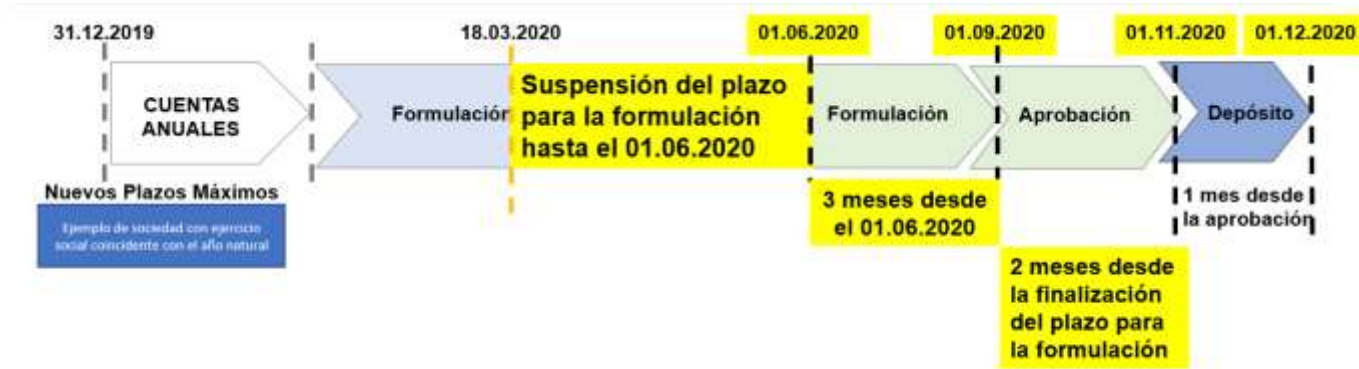 31.12.2019
18.03.2020
01.06.2020
01.09.2020
01.11.2020
01.12.2020
CUENTAS
ANUALES
Formulación
Suspensión del plazo
para la formulación
hasta el 01.06.2020
Formulación
Aprobación
Depósito
Nuevos Plazos Máximos
Ejemplo de sociedad con ejercicio
social coincidente con el año natural
3 meses desde
el 01.06.2020
1 mes desde
la aprobación
2 meses desde
la finalización
del plazo para
la formulación